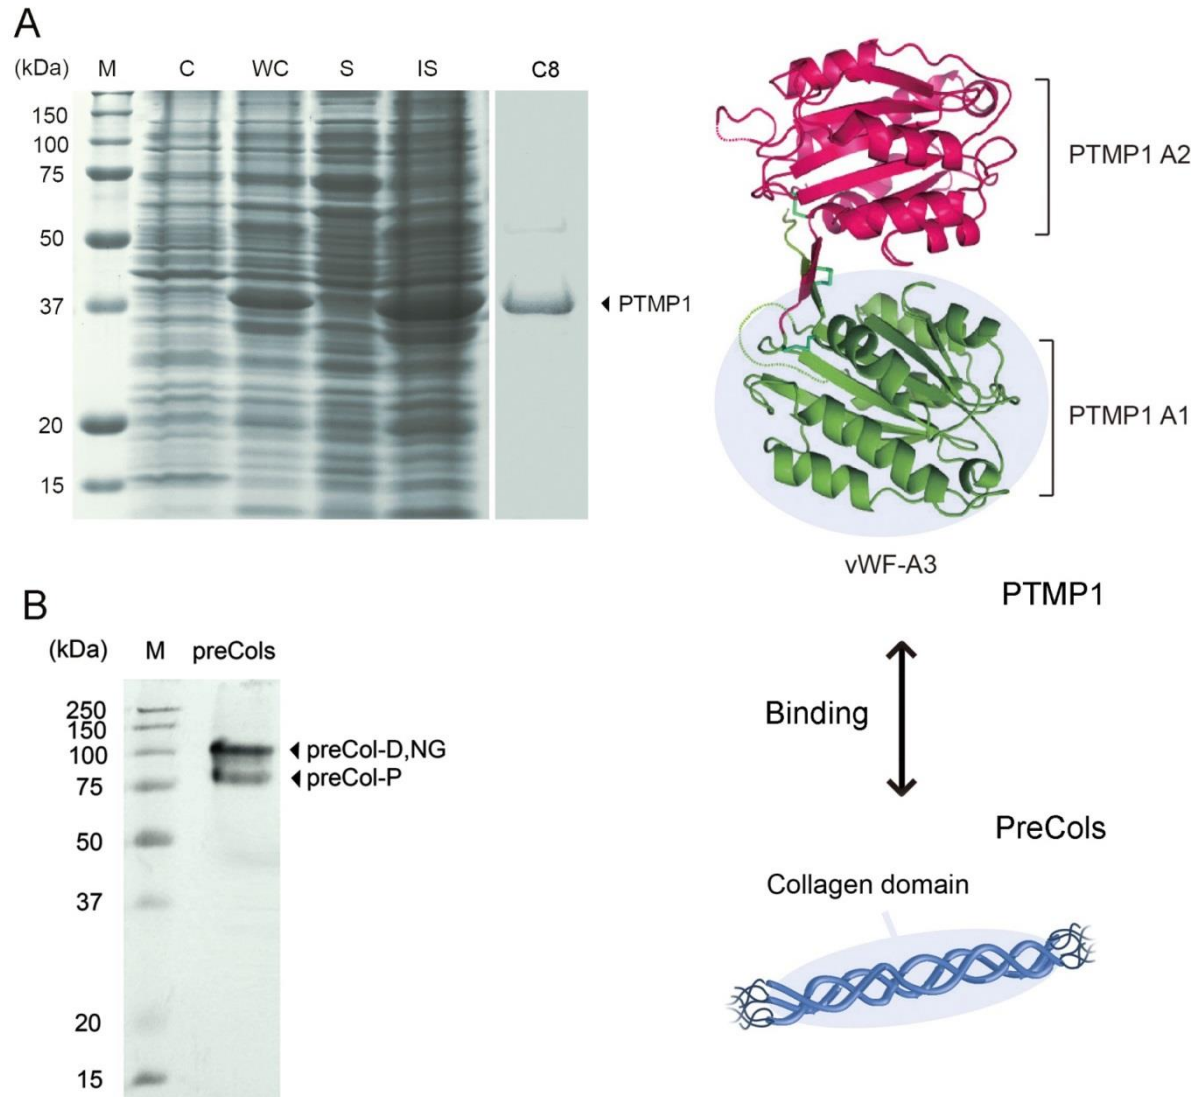 A
(kDa) M C WC S IS C8
150
100
75
50
37
20
15
PTMP1
PTMP1 A2
PTMP1 A1
vWF-A3
PTMP1
Binding
PreCols
Collagen domain
B
(kDa) M preCols
250
150
100
75
50
37
20
15
preCol-D,NG
preCol-P